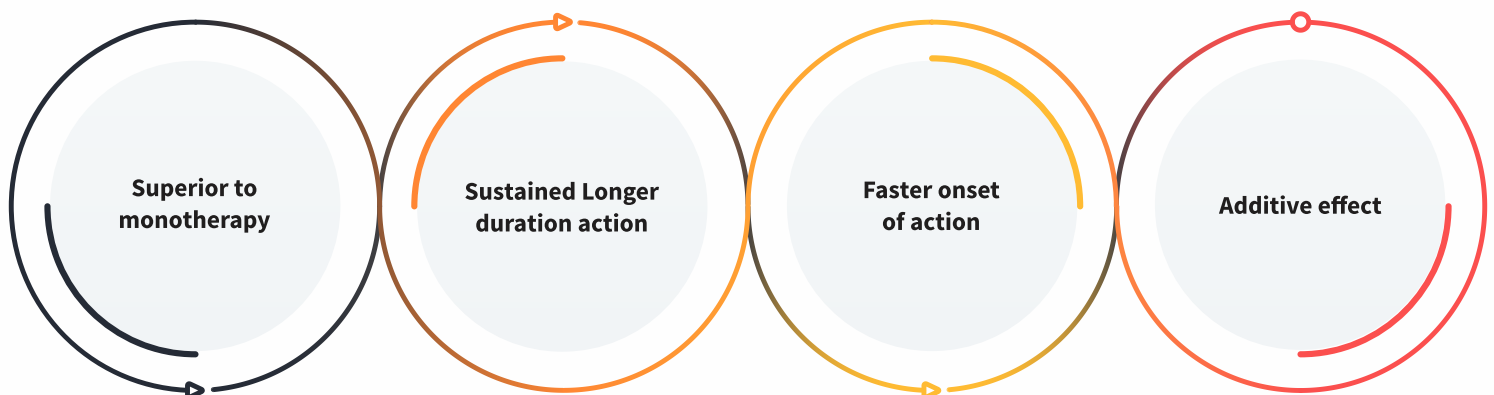 Superior to
monotherapy
Sustained Longer
duration action
Faster onset
of action
Additive effect